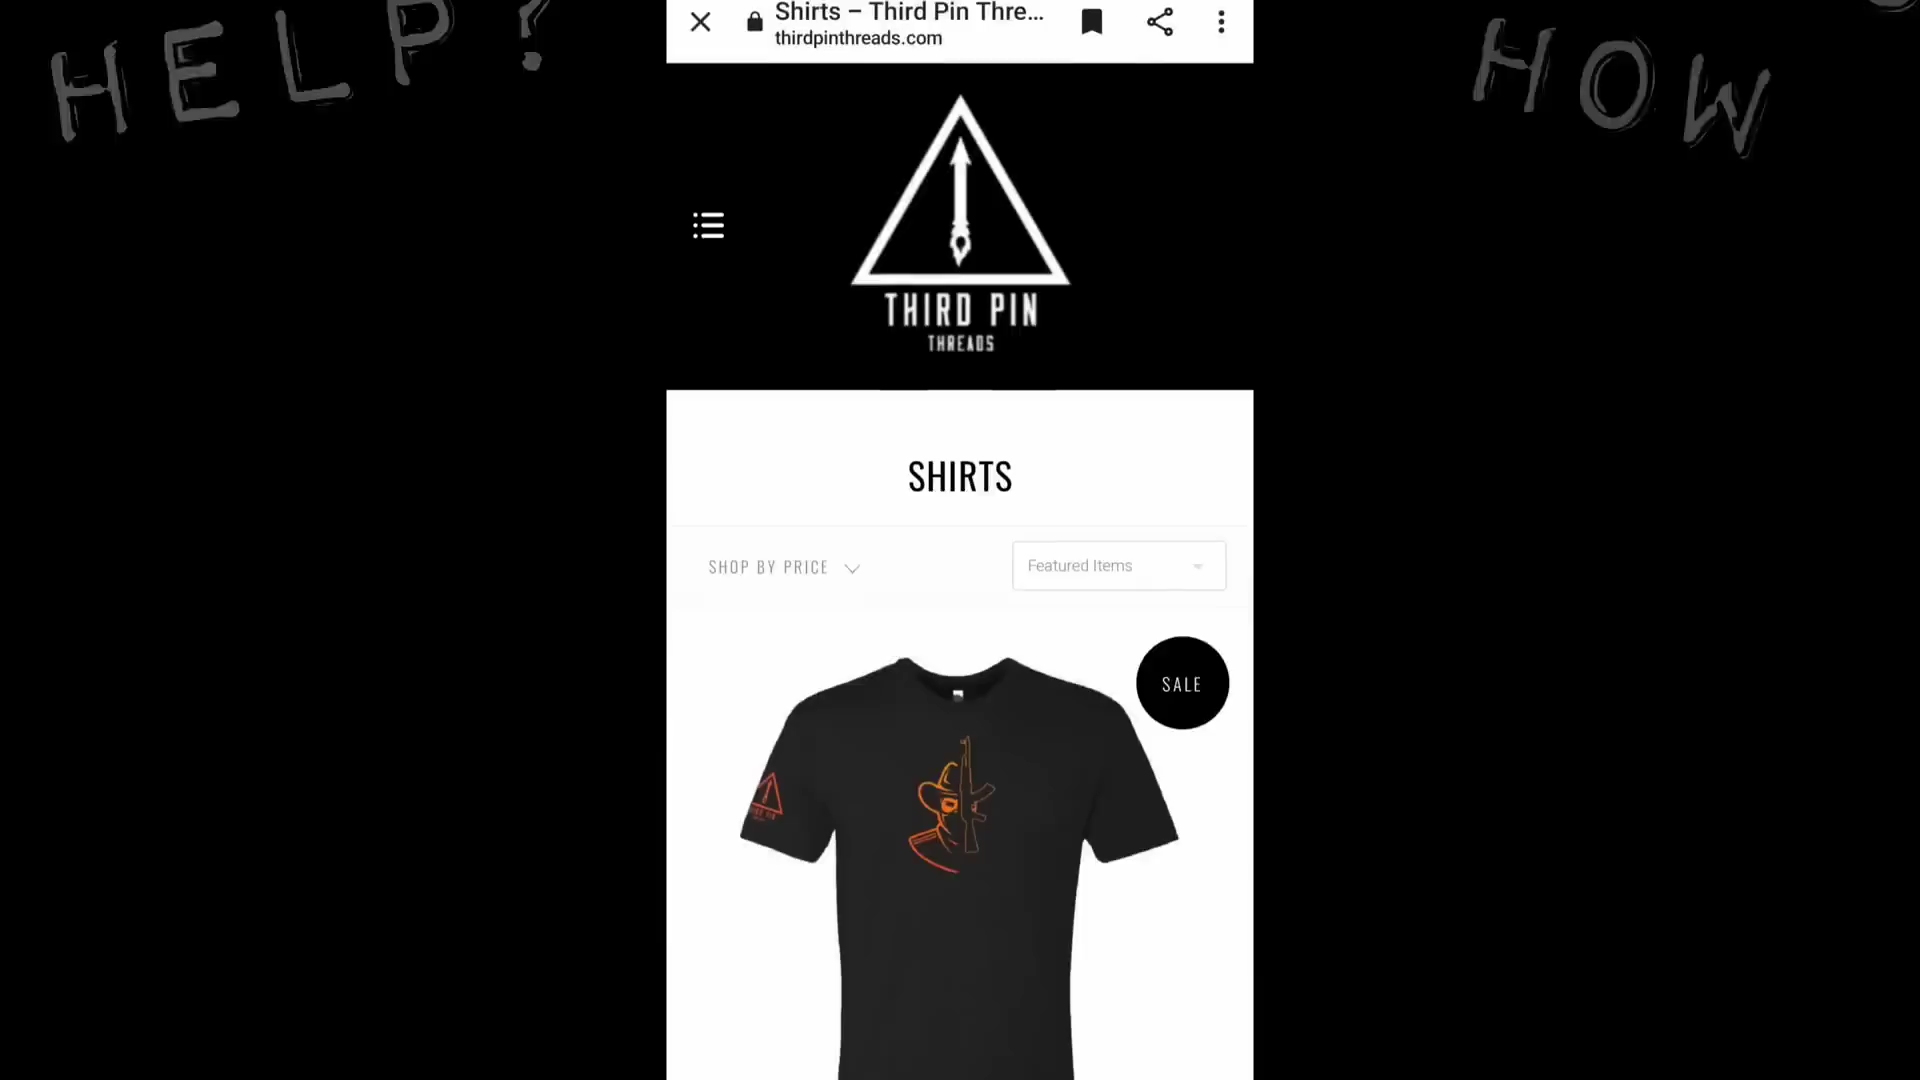 HELP?
HOW
Shirts – Third Pin Thre...
thirdpinthreads.com
THIRD PIN
THREADS
SHIRTS
SHOP BY PRICE
Featured Items
SALE